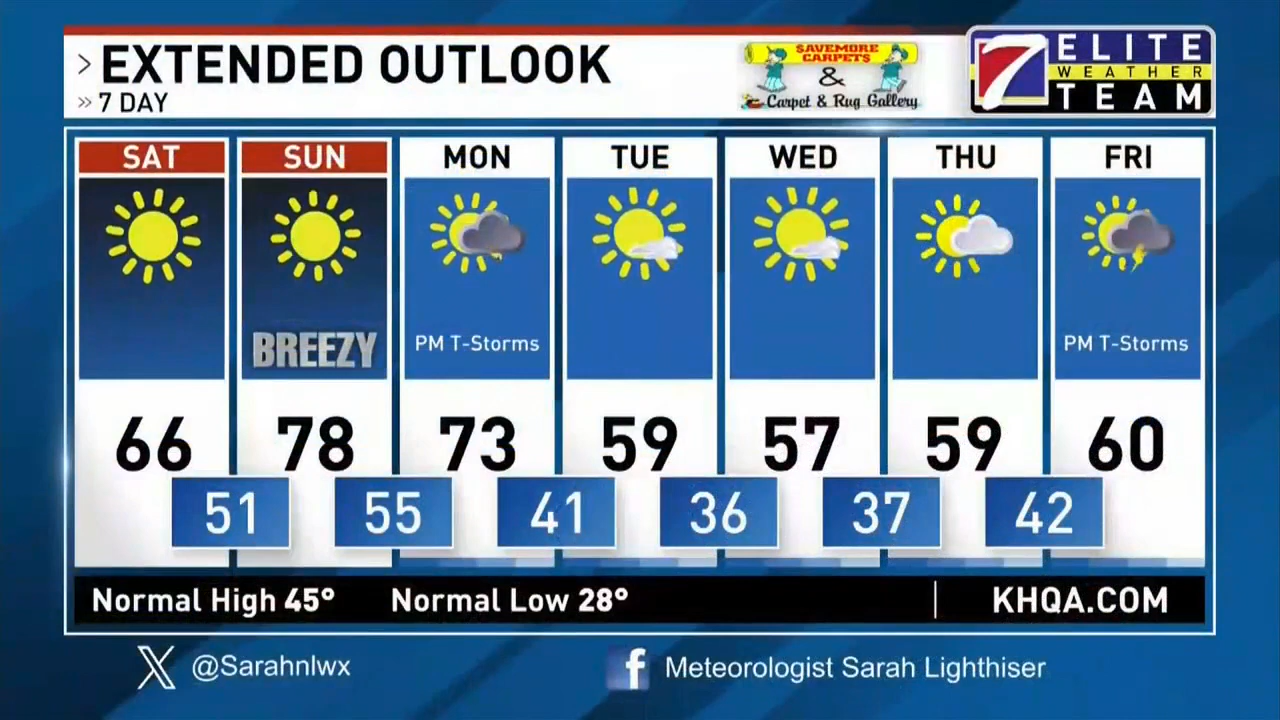 > EXTENDED OUTLOOK
» 7 DAY
SAVEMORE
CARPETS
&
Carpet & Rug Gallery
7
ELITE
WEATHER
TEAM
SAT SUN MON TUE WED THU FRI
BREEZY PM T-Storms PM T-Storms
66 78 73 59 57 59 60
51 55 41 36 37 42
Normal High 45° Normal Low 28° | KHQA.COM
X @Sarahnlwx f Meteorologist Sarah Lighthiser